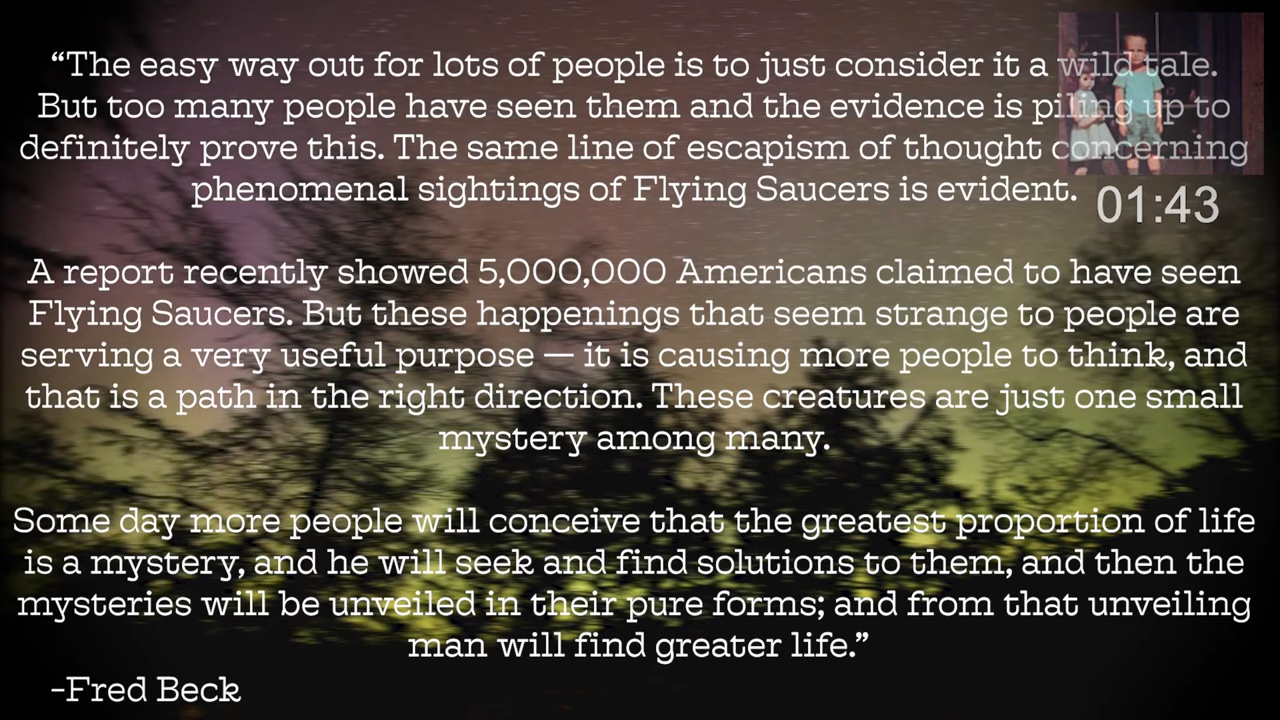 “The easy way out for lots of people is to just consider it a wild tale.
But too many people have seen them and the evidence is piling up to
definitely prove this. The same line of escapism of thought concerning
phenomenal sightings of Flying Saucers is evident.
01:43
A report recently showed 5,000,000 Americans claimed to have seen
Flying Saucers. But these happenings that seem strange to people are
serving a very useful purpose — it is causing more people to think, and
that is a path in the right direction. These creatures are just one small
mystery among many.
Some day more people will conceive that the greatest proportion of life
is a mystery, and he will seek and find solutions to them, and then the
mysteries will be unveiled in their pure forms; and from that unveiling
man will find greater life.”
-Fred Beck